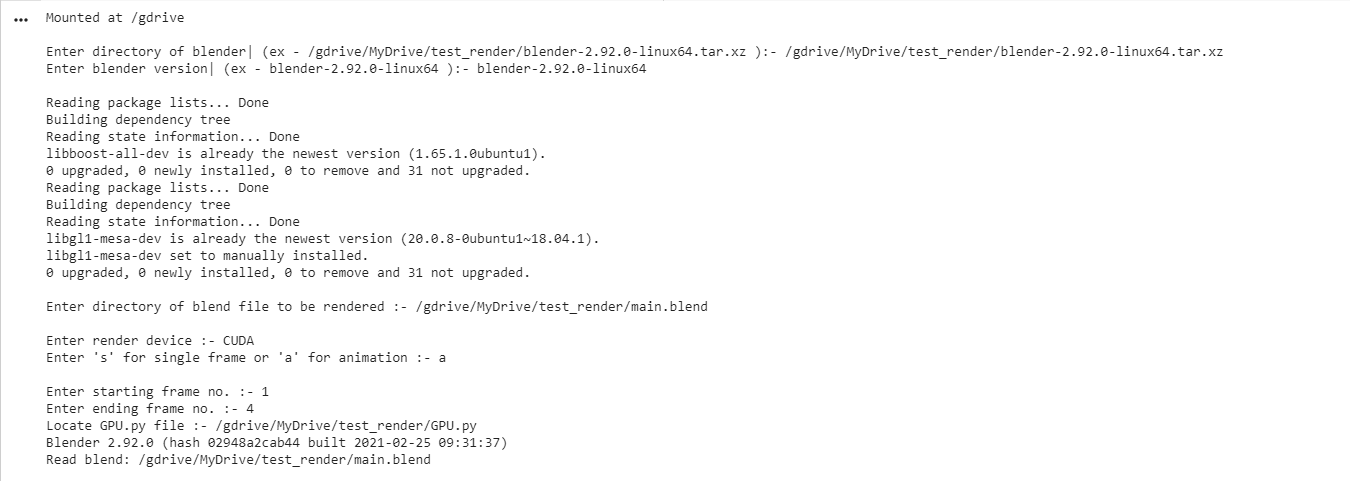 Mounted at /gdrive
Enter directory of blender| (ex - /gdrive/MyDrive/test_render/blender-2.92.0-linux64.tar.xz ):- /gdrive/MyDrive/test_render/blender-2.92.0-linux64.tar.xz
Enter blender version| (ex - blender-2.92.0-linux64 ):- blender-2.92.0-linux64
Reading package lists... Done
Building dependency tree
Reading state information... Done
libboost-all-dev is already the newest version (1.65.1.0ubuntu1).
0 upgraded, 0 newly installed, 0 to remove and 31 not upgraded.
Reading package lists... Done
Building dependency tree
Reading state information... Done
libgl1-mesa-dev is already the newest version (20.0.8-0ubuntu1~18.04.1).
libgl1-mesa-dev set to manually installed.
0 upgraded, 0 newly installed, 0 to remove and 31 not upgraded.
Enter directory of blend file to be rendered :- /gdrive/MyDrive/test_render/main.blend
Enter render device :- CUDA
Enter 's' for single frame or 'a' for animation :- a
Enter starting frame no. :- 1
Enter ending frame no. :- 4
Locate GPU.py file :- /gdrive/MyDrive/test_render/GPU.py
Blender 2.92.0 (hash 02948a2cab44 built 2021-02-25 09:31:37)
Read blend: /gdrive/MyDrive/test_render/main.blend